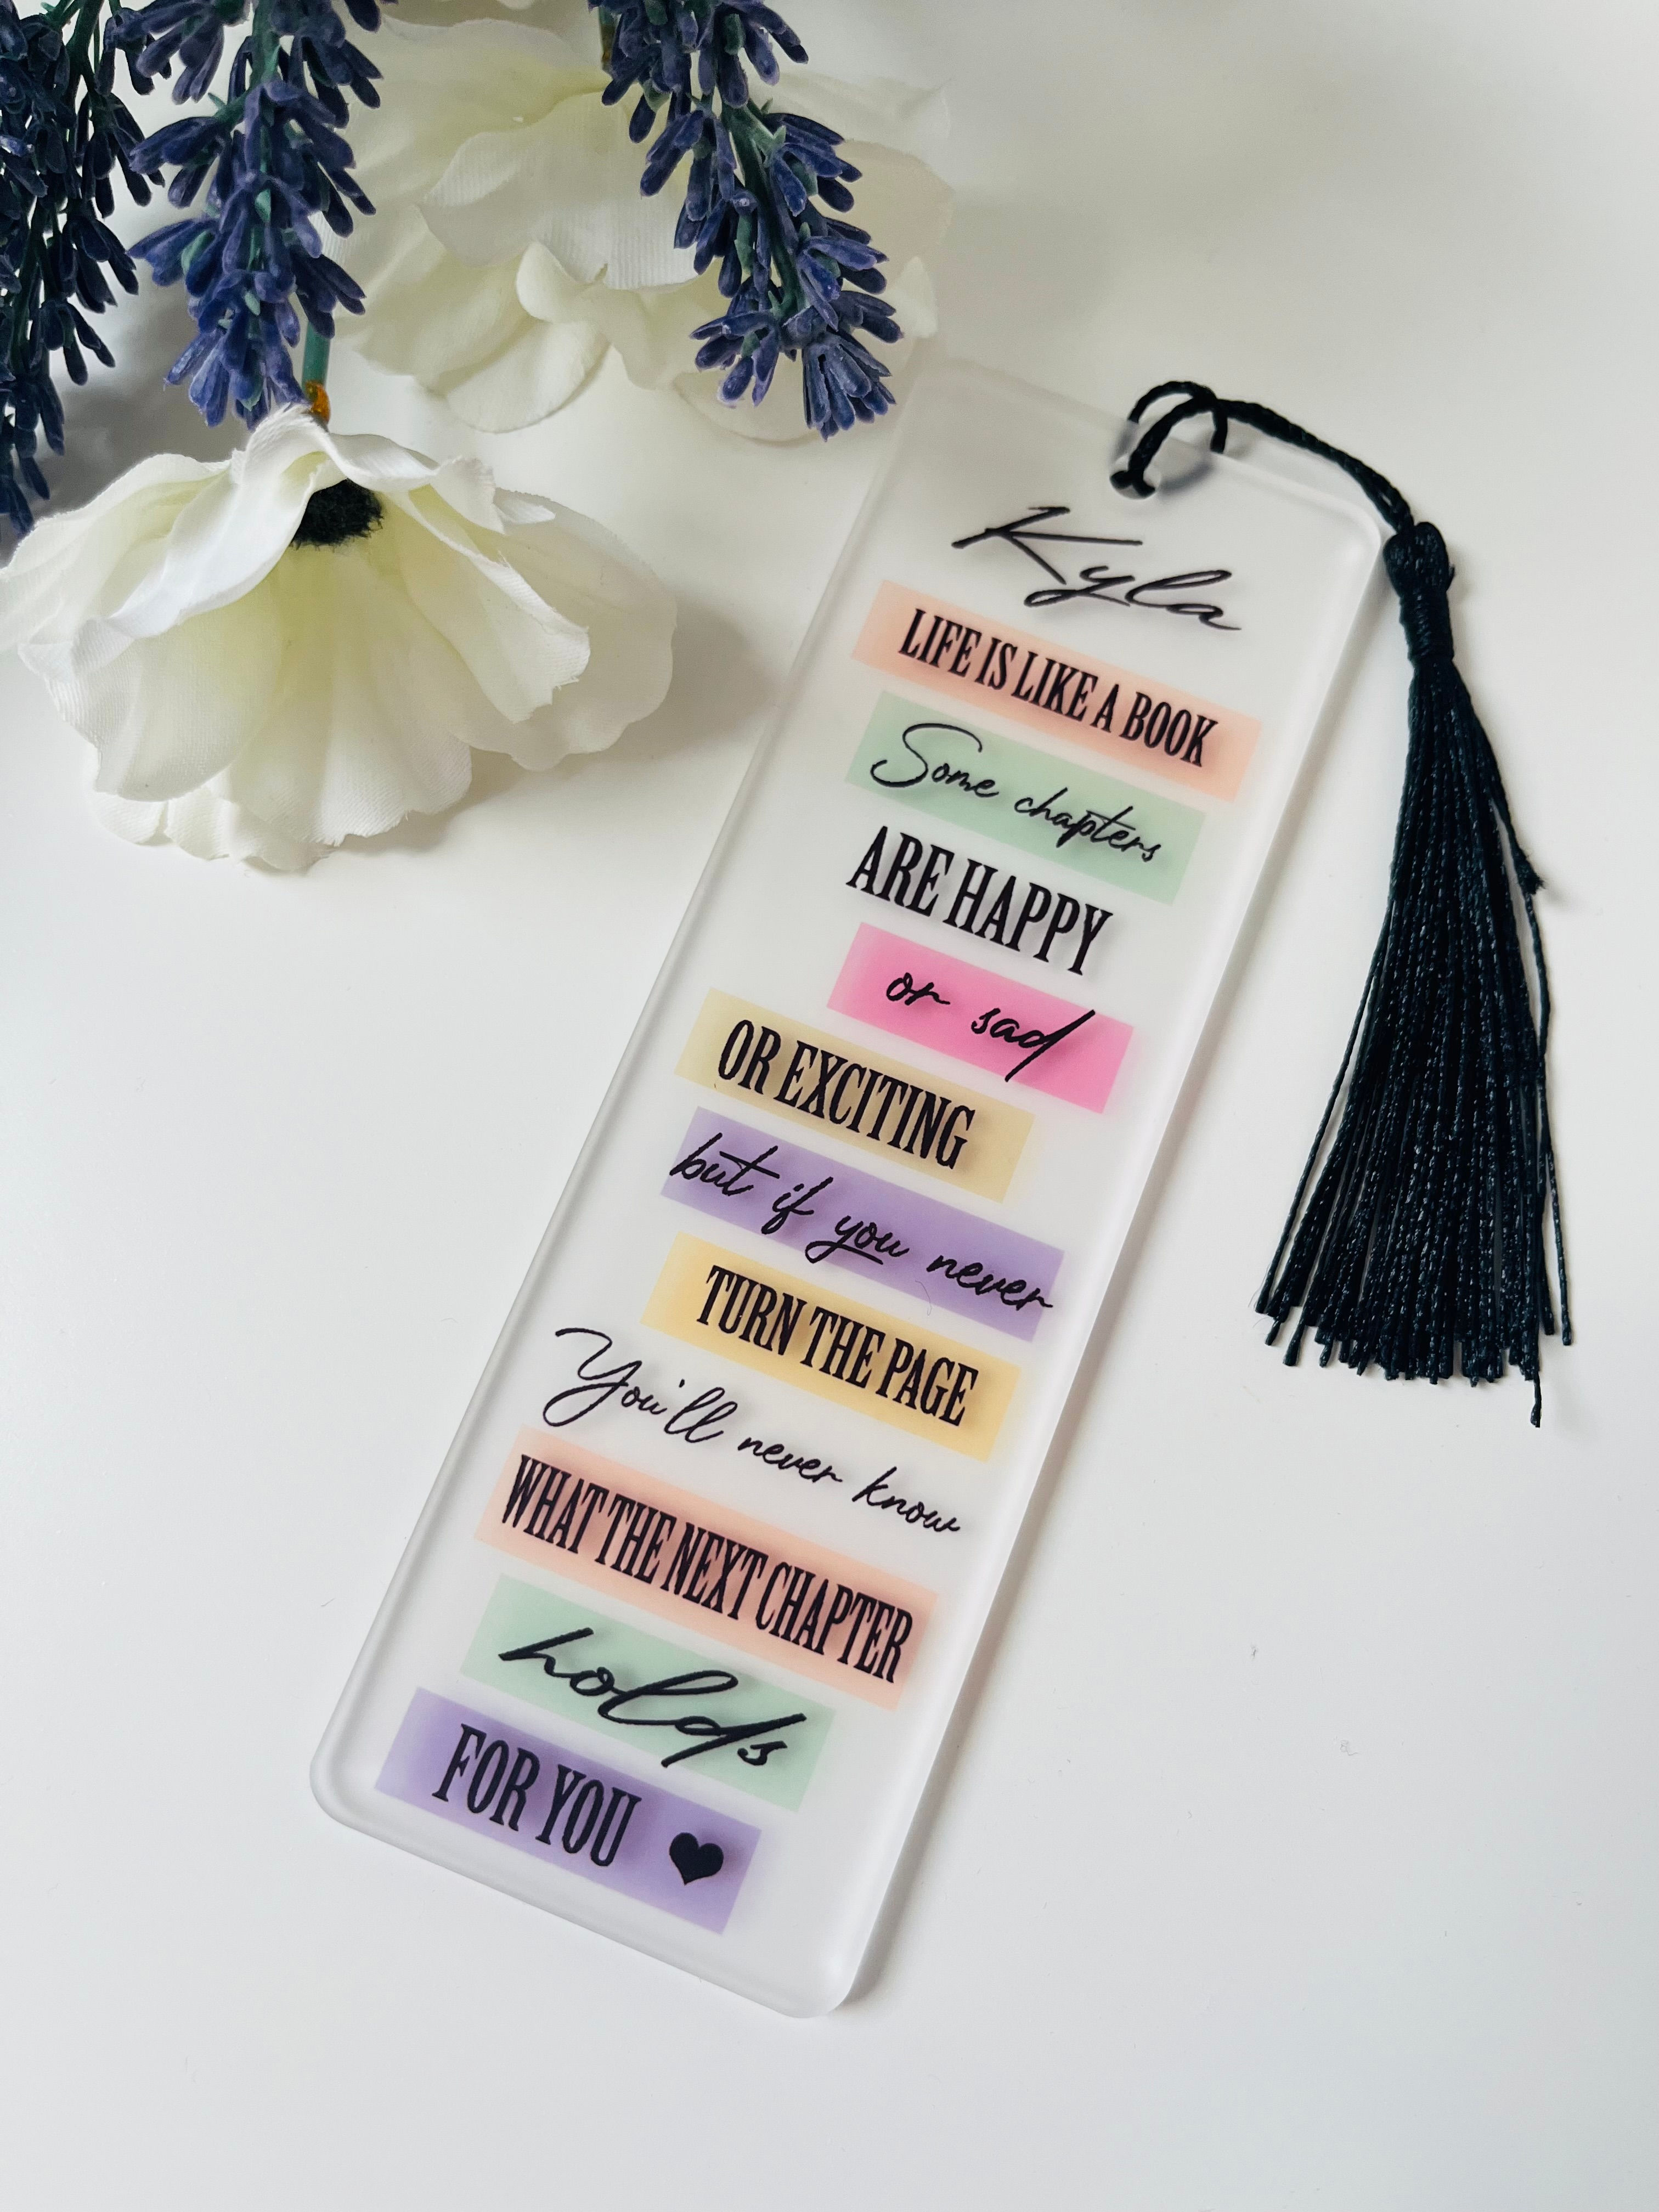 Kyla
LIFE IS LIKE A BOOK
Some chapters
ARE HAPPY
or sad
OR EXCITING
but if you never
TURN THE PAGE
You'll never know
WHAT THE NEXT CHAPTER
holds
FOR YOU ♥